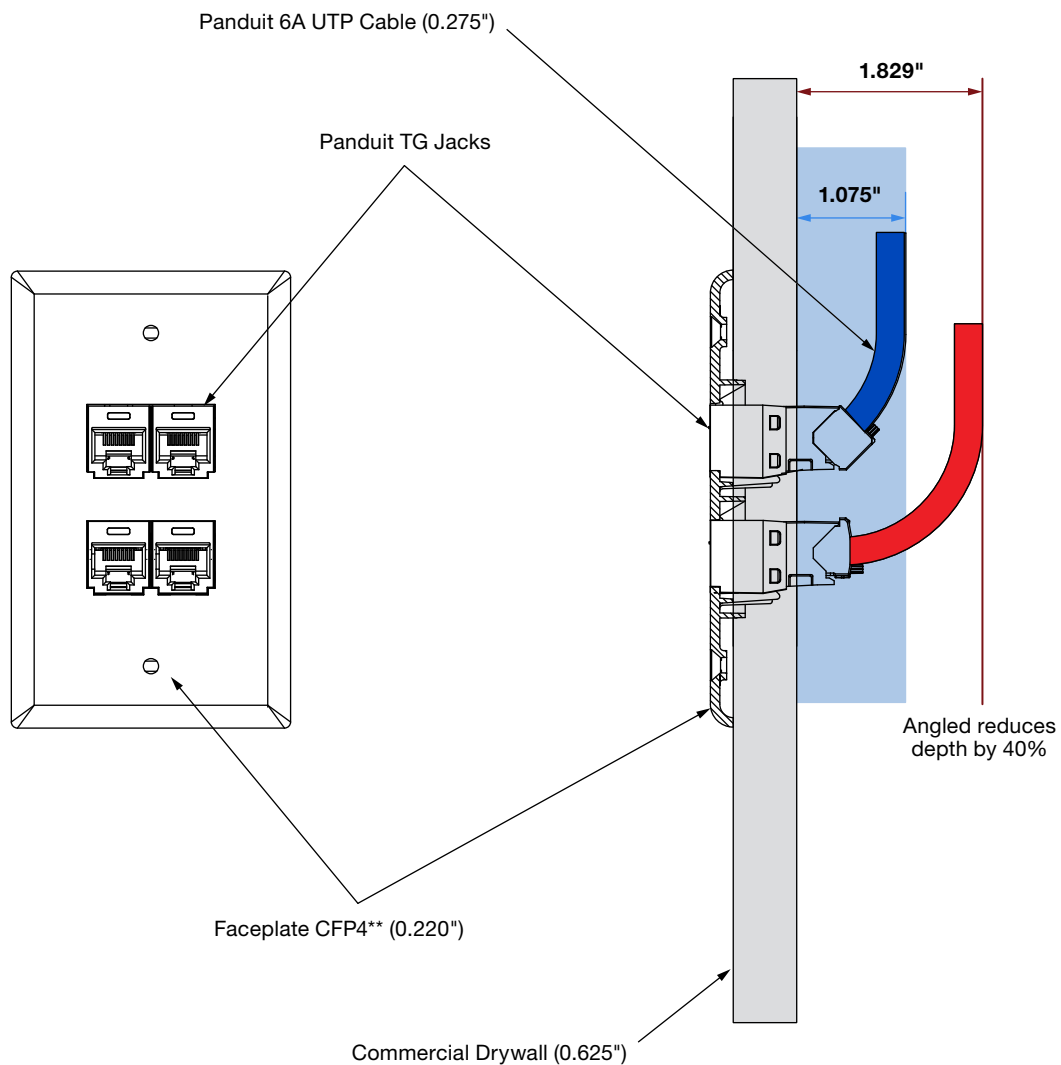 Panduit 6A UTP Cable (0.275")
1.829"
Panduit TG Jacks
1.075"
Angled reduces
depth by 40%
Faceplate CFP4** (0.220")
Commercial Drywall (0.625")